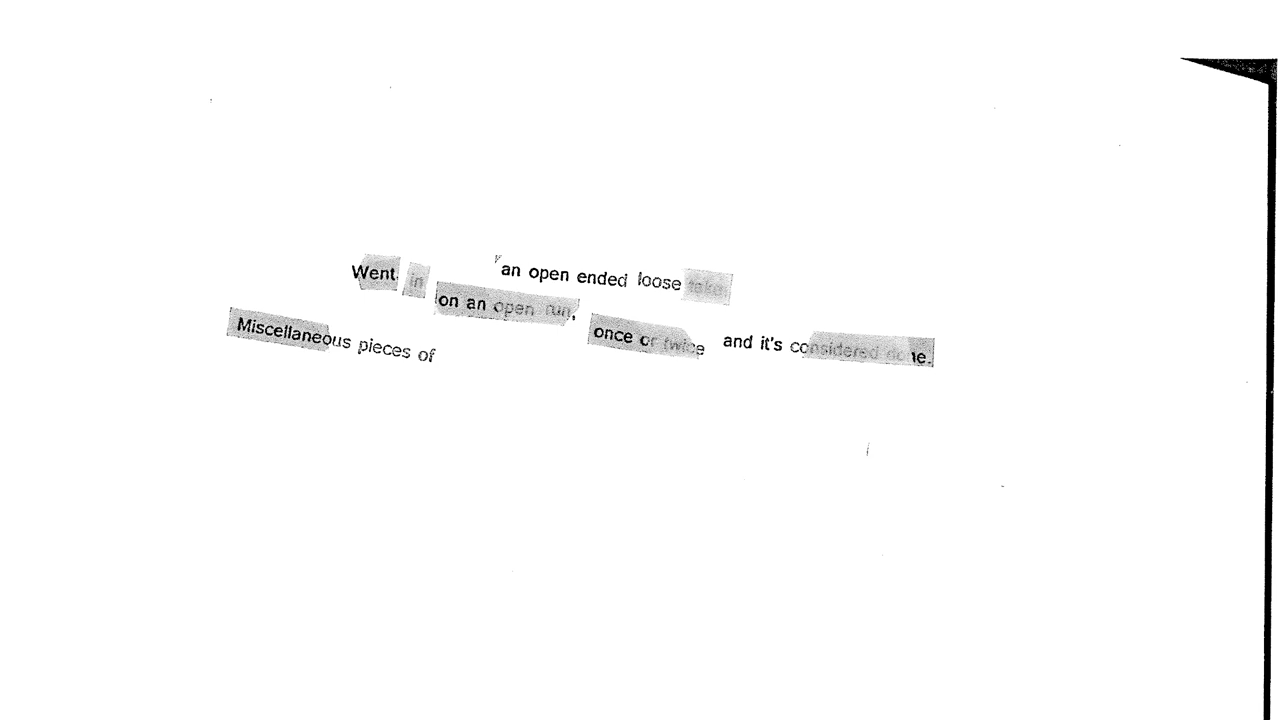 Went in an open ended loose take
on an open run, once or twice and it's considered done.
Miscellaneous pieces of